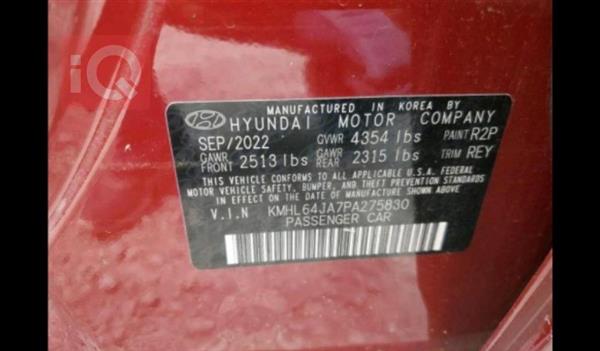 iQ
MANUFACTURED IN KOREA BY
HYUNDAI MOTOR COMPANY
SEP/2022 GVWR 4354 lbs PAINT R2P
GAWR FRONT 2513 lbs GAWR REAR 2315 lbs TRIM REY
THIS VEHICLE CONFORMS TO ALL APPLICABLE U.S.A. FEDERAL
MOTOR VEHICLE SAFETY, BUMPER, AND THEFT PREVENTION STANDARDS
IN EFFECT ON THE DATE OF MANUFACTURE SHOWN ABOVE.
V.I.N KMHL64JA7PA275830
PASSENGER CAR